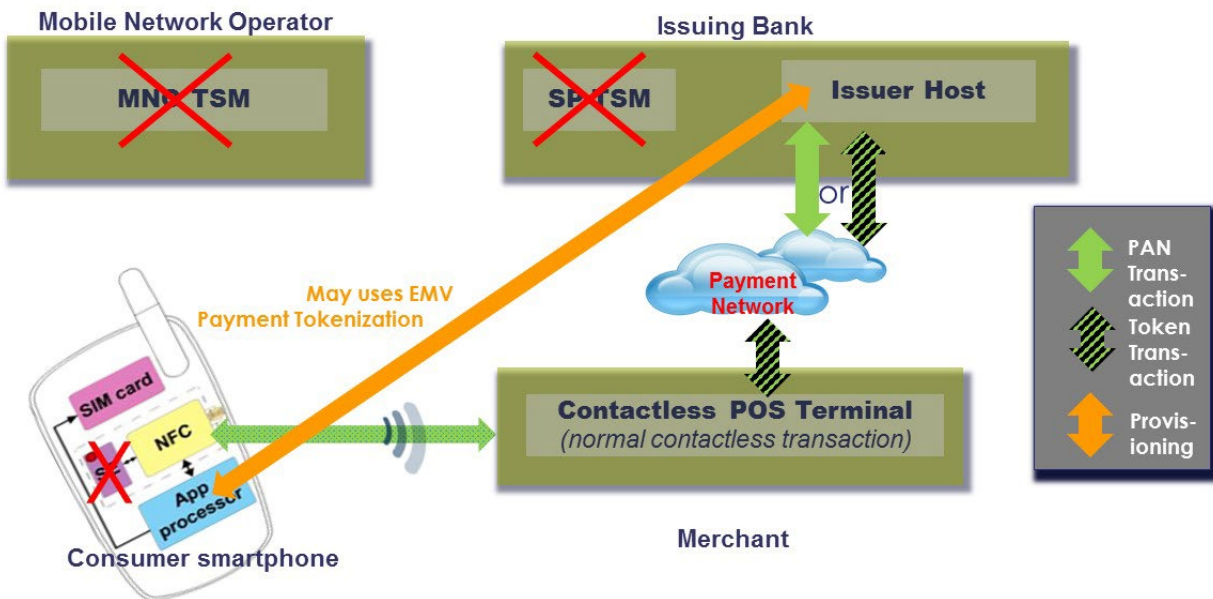 Mobile Network Operator
MNO TSM
Issuing Bank
SP TSM
Issuer Host
or
Payment
Network
May uses EMV
Payment Tokenization
SIM card
NFC
SE
App
processor
Consumer smartphone
Contactless POS Terminal
(normal contactless transaction)
Merchant
PAN
Trans-
action
Token
Trans-
action
Provis-
ioning